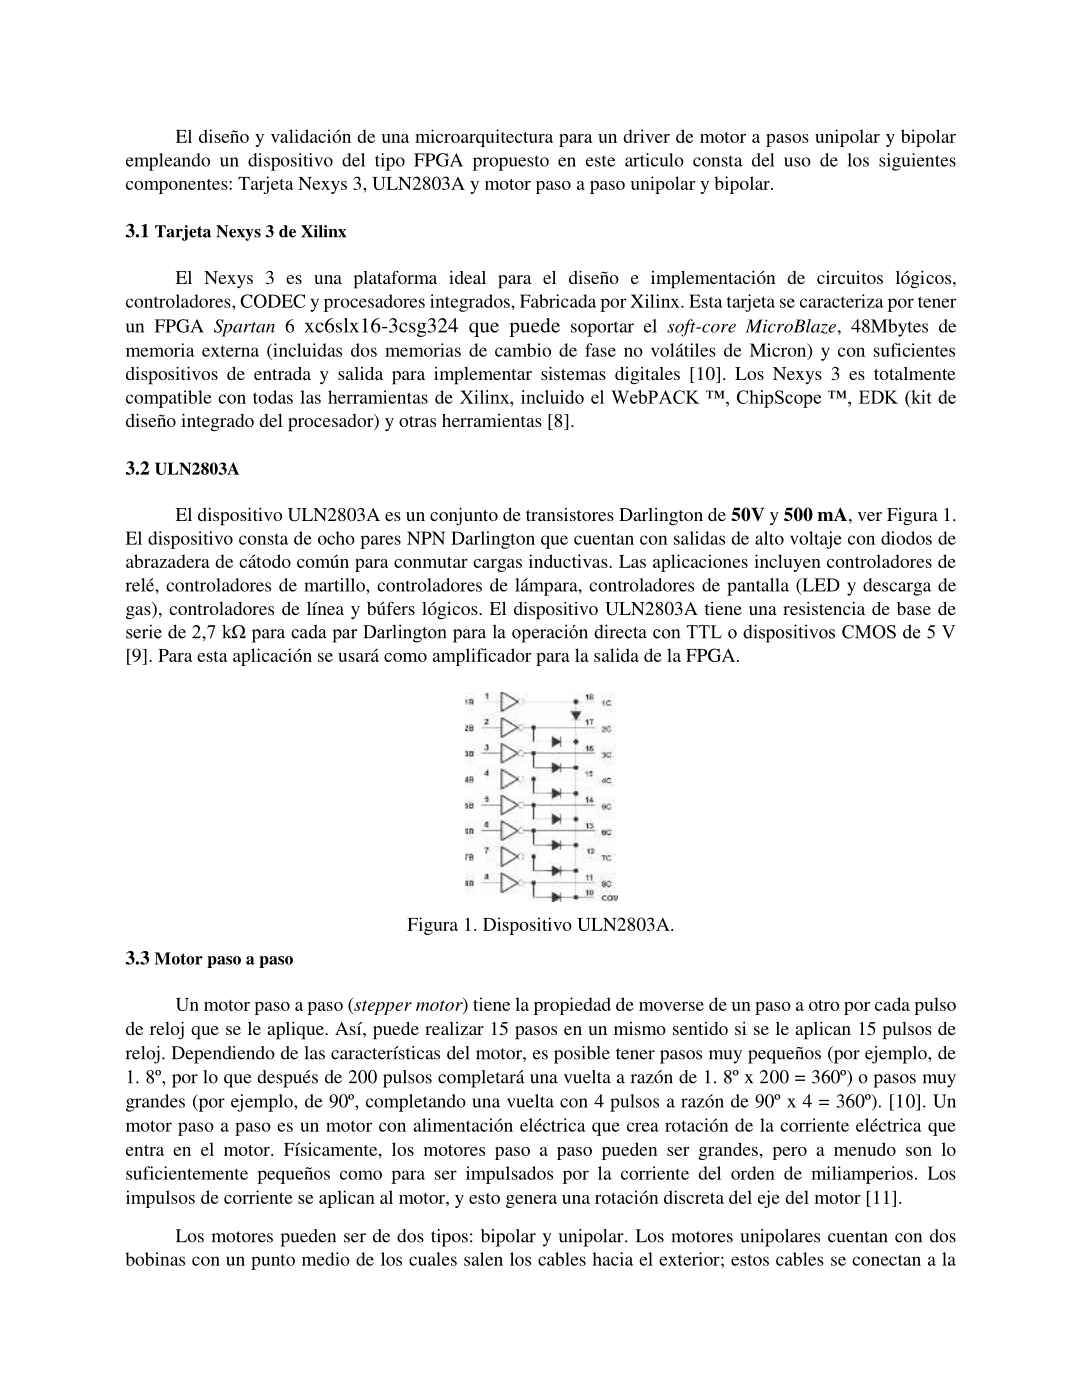 El diseño y validación de una microarquitectura para un driver de motor a pasos unipolar y bipolar
empleando un dispositivo del tipo FPGA propuesto en este articulo consta del uso de los siguientes
componentes: Tarjeta Nexys 3, ULN2803A y motor paso a paso unipolar y bipolar.
3.1 Tarjeta Nexys 3 de Xilinx
El Nexys 3 es una plataforma ideal para el diseño e implementación de circuitos lógicos,
controladores, CODEC y procesadores integrados, Fabricada por Xilinx. Esta tarjeta se caracteriza por tener
un FPGA Spartan 6 xc6slx16-3csg324 que puede soportar el soft-core MicroBlaze, 48Mbytes de
memoria externa (incluidas dos memorias de cambio de fase no volátiles de Micron) y con suficientes
dispositivos de entrada y salida para implementar sistemas digitales [10]. Los Nexys 3 es totalmente
compatible con todas las herramientas de Xilinx, incluido el WebPACK ™, ChipScope ™, EDK (kit de
diseño integrado del procesador) y otras herramientas [8].
3.2 ULN2803A
El dispositivo ULN2803A es un conjunto de transistores Darlington de 50V y 500 mA, ver Figura 1.
El dispositivo consta de ocho pares NPN Darlington que cuentan con salidas de alto voltaje con diodos de
abrazadera de cátodo común para conmutar cargas inductivas. Las aplicaciones incluyen controladores de
relé, controladores de martillo, controladores de lámpara, controladores de pantalla (LED y descarga de
gas), controladores de línea y búfers lógicos. El dispositivo ULN2803A tiene una resistencia de base de
serie de 2,7 kΩ para cada par Darlington para la operación directa con TTL o dispositivos CMOS de 5 V
[9]. Para esta aplicación se usará como amplificador para la salida de la FPGA.
1B 1 18 1C
2B 2 17 2C
3B 3 16 3C
4B 4 15 4C
5B 5 14
6B 6 13
7B 7 12 7C
8B 8 11 8C
10 COM
Figura 1. Dispositivo ULN2803A.
3.3 Motor paso a paso
Un motor paso a paso (stepper motor) tiene la propiedad de moverse de un paso a otro por cada pulso
de reloj que se le aplique. Así, puede realizar 15 pasos en un mismo sentido si se le aplican 15 pulsos de
reloj. Dependiendo de las características del motor, es posible tener pasos muy pequeños (por ejemplo, de
1. 8º, por lo que después de 200 pulsos completará una vuelta a razón de 1. 8º x 200 = 360º) o pasos muy
grandes (por ejemplo, de 90º, completando una vuelta con 4 pulsos a razón de 90º x 4 = 360º). [10]. Un
motor paso a paso es un motor con alimentación eléctrica que crea rotación de la corriente eléctrica que
entra en el motor. Físicamente, los motores paso a paso pueden ser grandes, pero a menudo son lo
suficientemente pequeños como para ser impulsados por la corriente del orden de miliamperios. Los
impulsos de corriente se aplican al motor, y esto genera una rotación discreta del eje del motor [11].
Los motores pueden ser de dos tipos: bipolar y unipolar. Los motores unipolares cuentan con dos
bobinas con un punto medio de los cuales salen los cables hacia el exterior; estos cables se conectan a la